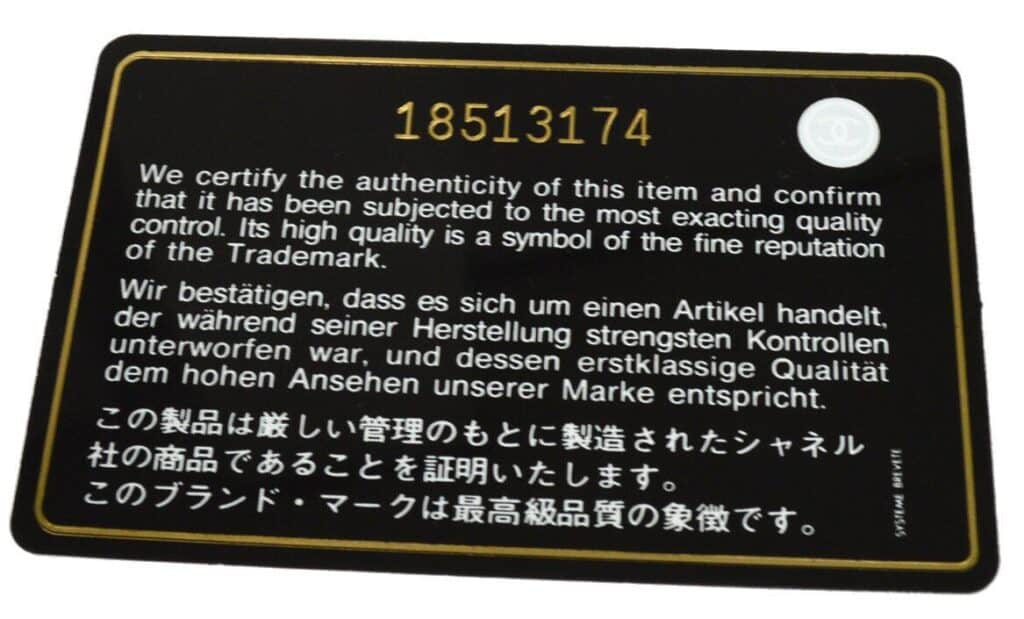 18513174
We certify the authenticity of this item and confirm
that it has been subjected to the most exacting quality
control. Its high quality is a symbol of the fine reputation
of the Trademark.
Wir bestätigen, dass es sich um einen Artikel handelt,
der während seiner Herstellung strengsten Kontrollen
unterworfen war, und dessen erstklassige Qualität
dem hohen Ansehen unserer Marke entspricht.
この製品は厳しい管理のもとに製造されたシャネル
社の商品であることを証明いたします。
このブランド・マークは最高級品質の象徴です。
SYSTEME BREVETE